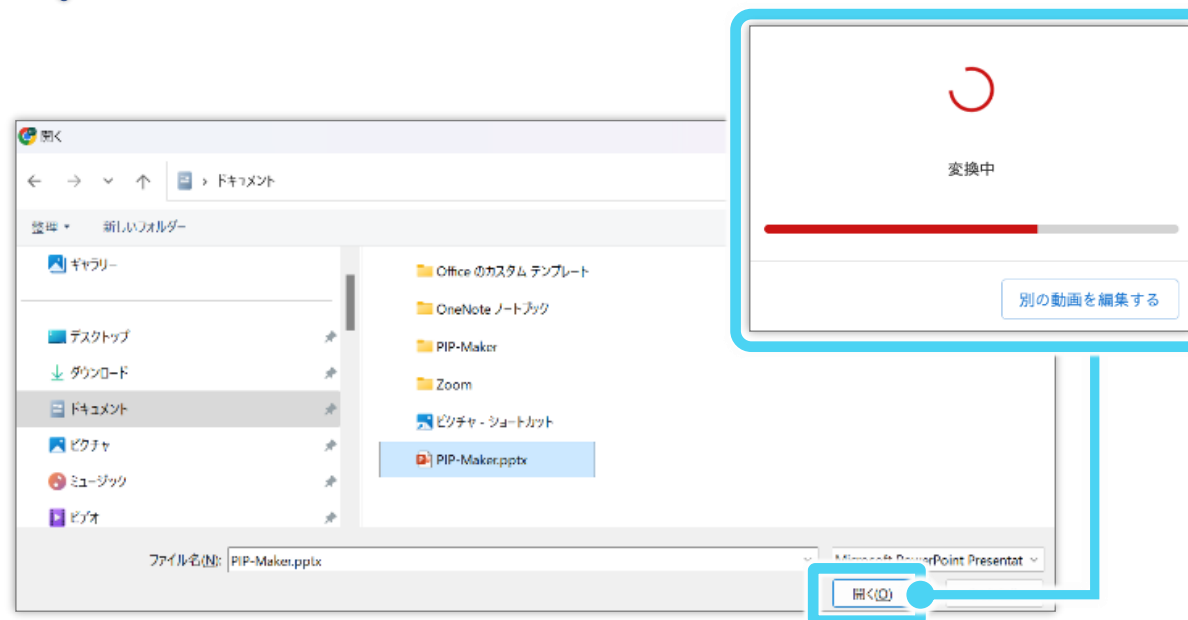 開く
ドキュメント
整理
新しいフォルダー
ギャラリー
デスクトップ
ダウンロード
ドキュメント
ピクチャ
ミュージック
ビデオ
Office のカスタム テンプレート
OneNote ノートブック
PIP-Maker
Zoom
ピクチャ - ショートカット
PIP-Maker.pptx
ファイル名(N): PIP-Maker.pptx
Microsoft PowerPoint Presentat
開く(O)
変換中
別の動画を編集する